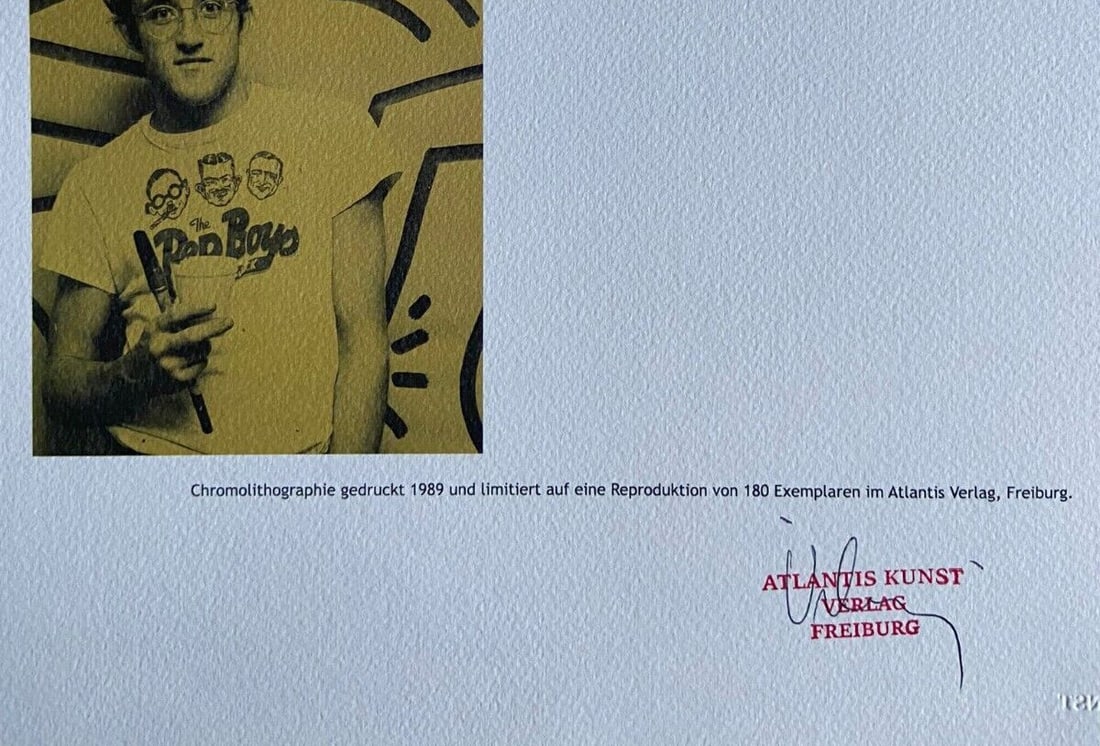 The
Boys
Chromolithographie gedruckt 1989 und limitiert auf eine Reproduktion von 180 Exemplaren im Atlantis Verlag, Freiburg.
ATLANTIS KUNST
VERLAG
FREIBURG